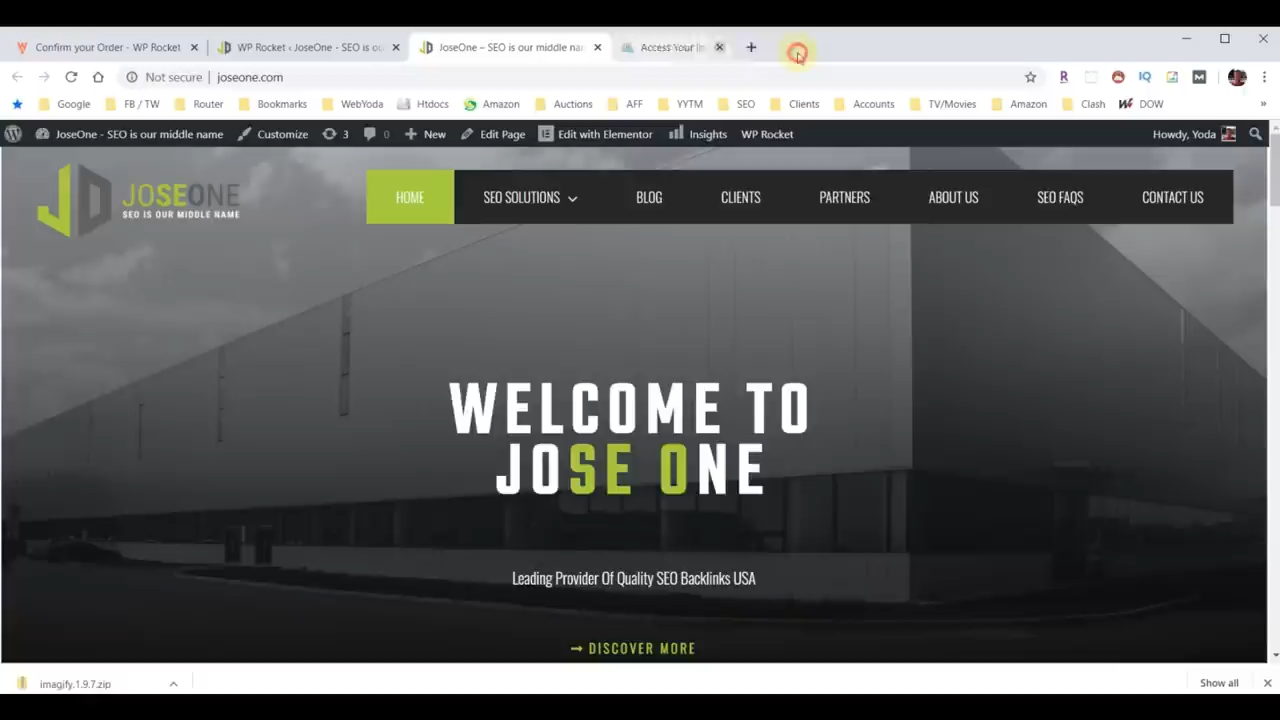 Confirm your Order - WP Rocket
WP Rocket ‹ JoseOne - SEO is ou
JoseOne – SEO is our middle nam
Access Your Im
Not secure | joseone.com
Google
FB / TW
Router
Bookmarks
WebYoda
Htdocs
Amazon
Auctions
AFF
YYTM
SEO
Clients
Accounts
TV/Movies
Amazon
Clash
DOW
»
JoseOne - SEO is our middle name
Customize
3
0
New
Edit Page
Edit with Elementor
Insights
WP Rocket
Howdy, Yoda
JD JOSEONE
SEO IS OUR MIDDLE NAME
HOME
SEO SOLUTIONS
BLOG
CLIENTS
PARTNERS
ABOUT US
SEO FAQS
CONTACT US
WELCOME TO
JOSE ONE
Leading Provider Of Quality SEO Backlinks USA
→ DISCOVER MORE
imagify.1.9.7.zip
Show all